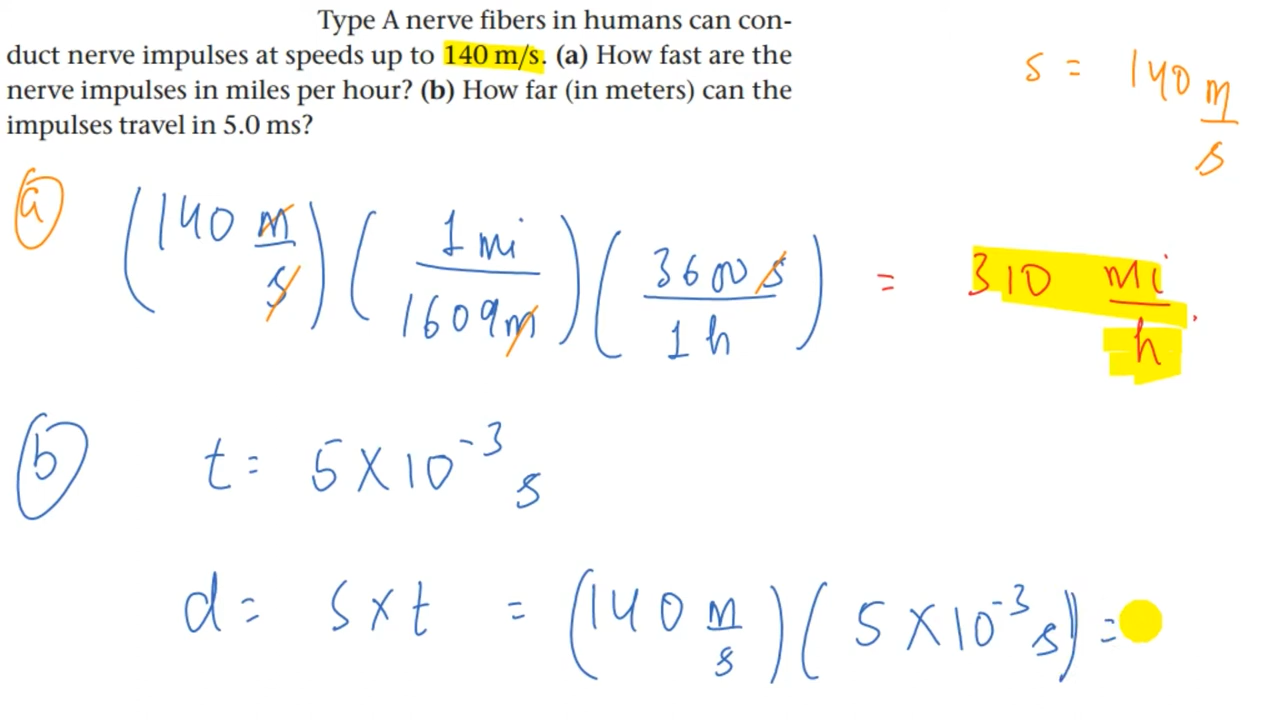 Type A nerve fibers in humans can con-
duct nerve impulses at speeds up to 140 m/s. (a) How fast are the
nerve impulses in miles per hour? (b) How far (in meters) can the
impulses travel in 5.0 ms?
s = 140 m/s
(a) (140 m/s) (1 mi/1609 m) (3600 s/1 h) = 310 mi/h.
(b) t = 5 × 10⁻³ s
d = s × t = (140 m/s) (5 × 10⁻³ s) =